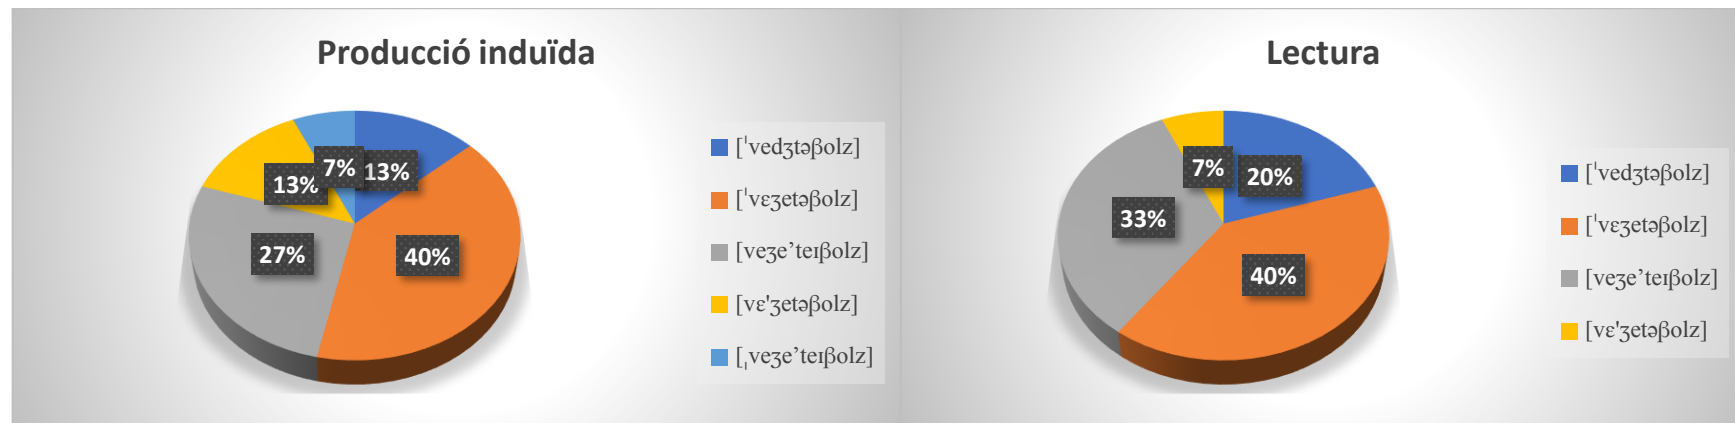 Producció induïda
13%
40%
27%
13%
7%
[ˈvedʒtəβolz]
[ˈvɛʒetəβolz]
[veʒe’teɪβolz]
[vɛ'ʒetəβolz]
[ˌveʒe’teɪβolz]
Lectura
20%
40%
33%
7%
[ˈvedʒtəβolz]
[ˈvɛʒetəβolz]
[veʒe’teɪβolz]
[vɛ'ʒetəβolz]